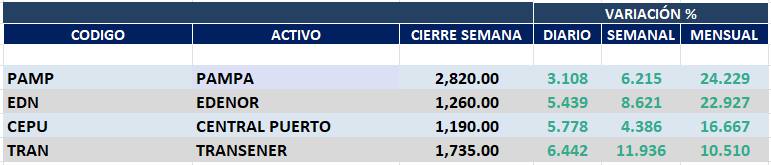 VARIACIÓN %
CODIGO ACTIVO CIERRE SEMANA DIARIO SEMANAL MENSUAL
PAMP PAMPA 2,820.00 3.108 6.215 24.229
EDN EDENOR 1,260.00 5.439 8.621 22.927
CEPU CENTRAL PUERTO 1,190.00 5.778 4.386 16.667
TRAN TRANSENER 1,735.00 6.442 11.936 10.510